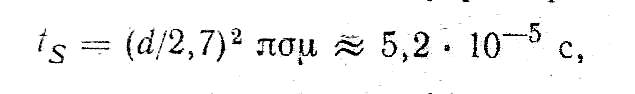 t_S = (d/2,7)² πσμ ≈ 5,2 · 10⁻⁵ с,